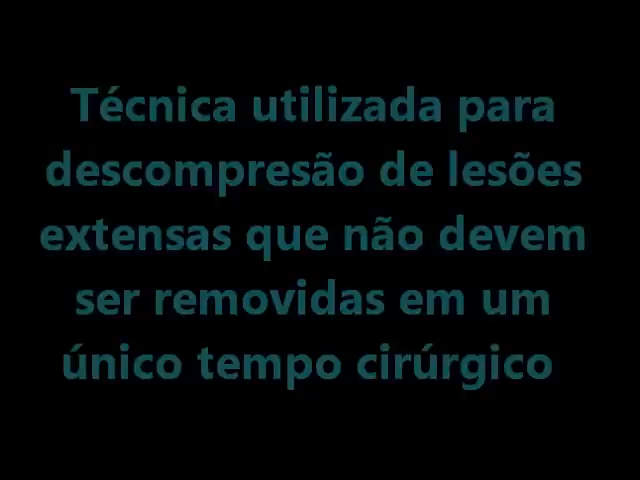 Técnica utilizada para
descompresão de lesões
extensas que não devem
ser removidas em um
único tempo cirúrgico